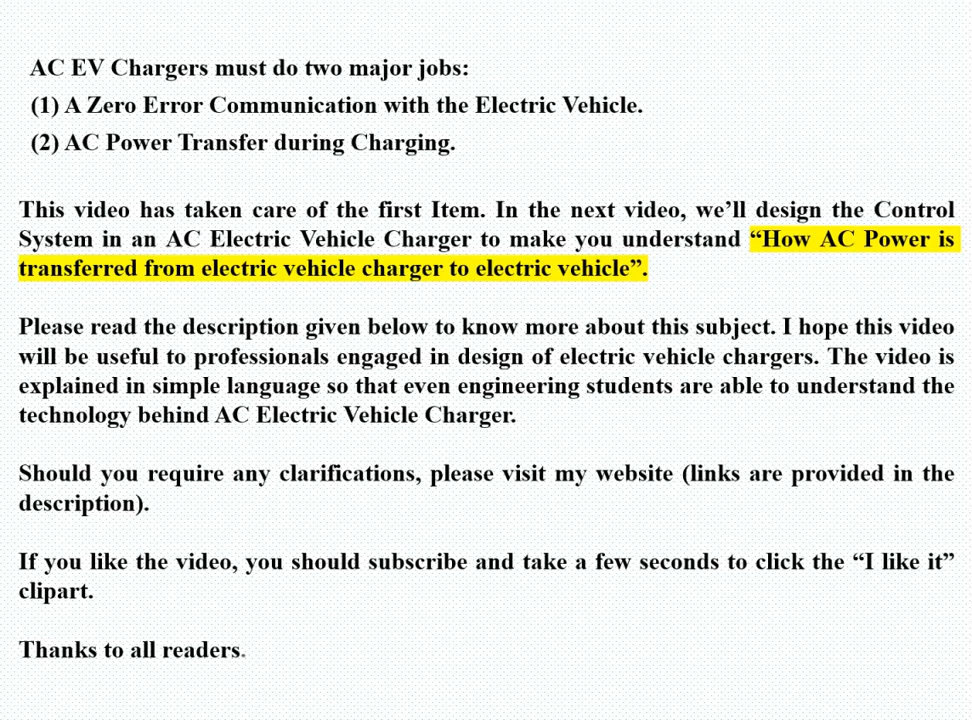 AC EV Chargers must do two major jobs:
(1) A Zero Error Communication with the Electric Vehicle.
(2) AC Power Transfer during Charging.
This video has taken care of the first Item. In the next video, we’ll design the Control
System in an AC Electric Vehicle Charger to make you understand “How AC Power is
transferred from electric vehicle charger to electric vehicle”.
Please read the description given below to know more about this subject. I hope this video
will be useful to professionals engaged in design of electric vehicle chargers. The video is
explained in simple language so that even engineering students are able to understand the
technology behind AC Electric Vehicle Charger.
Should you require any clarifications, please visit my website (links are provided in the
description).
If you like the video, you should subscribe and take a few seconds to click the “I like it”
clipart.
Thanks to all readers.